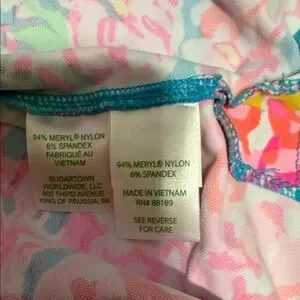 94% MERYL® NYLON
6% SPANDEX
FABRIQUÉ AU
VIETNAM
SUGARTOWN
WORLDWIDE, LLC
800 THIRD AVENUE
KING OF PRUSSIA, PA
94% MERYL® NYLON
6% SPANDEX
MADE IN VIETNAM
RN# 88189
SEE REVERSE
FOR CARE